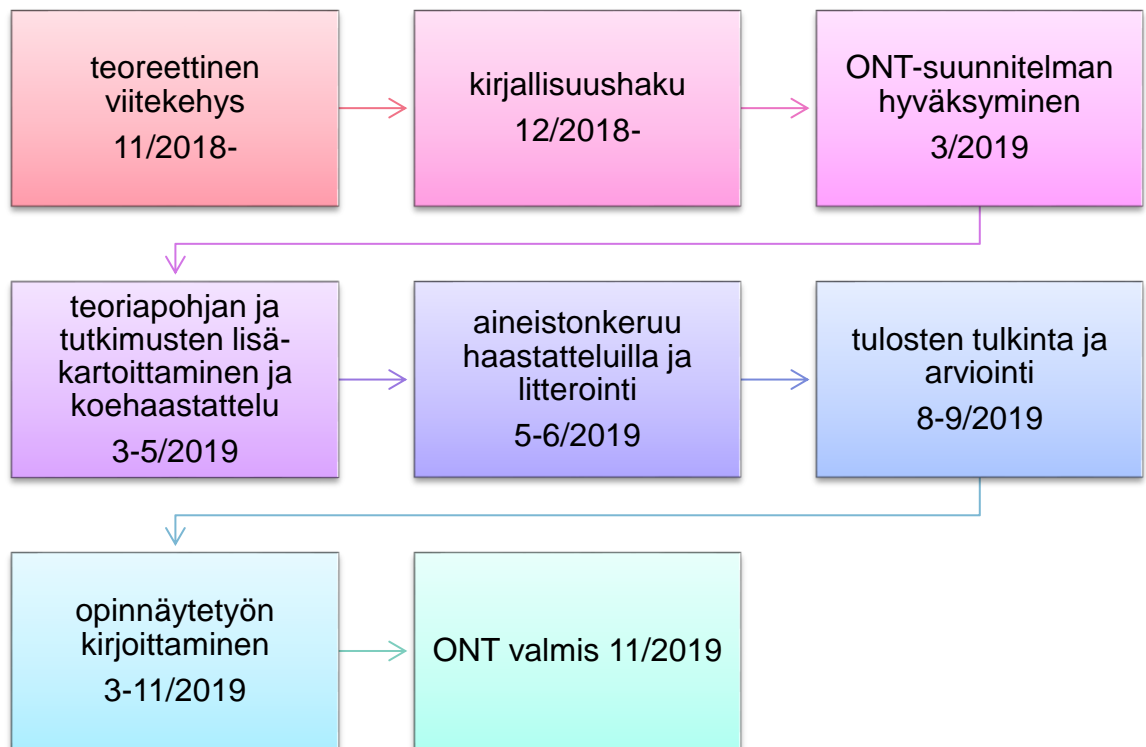 teoreettinen
viitekehys
11/2018-
kirjallisuushaku
12/2018-
ONT-suunnitelman
hyväksyminen
3/2019
teoriapohjan ja
tutkimusten lisä-
kartoittaminen ja
koehaastattelu
3-5/2019
aineistonkeruu
haastatteluilla ja
litterointi
5-6/2019
tulosten tulkinta ja
arviointi
8-9/2019
opinnäytetyön
kirjoittaminen
3-11/2019
ONT valmis 11/2019